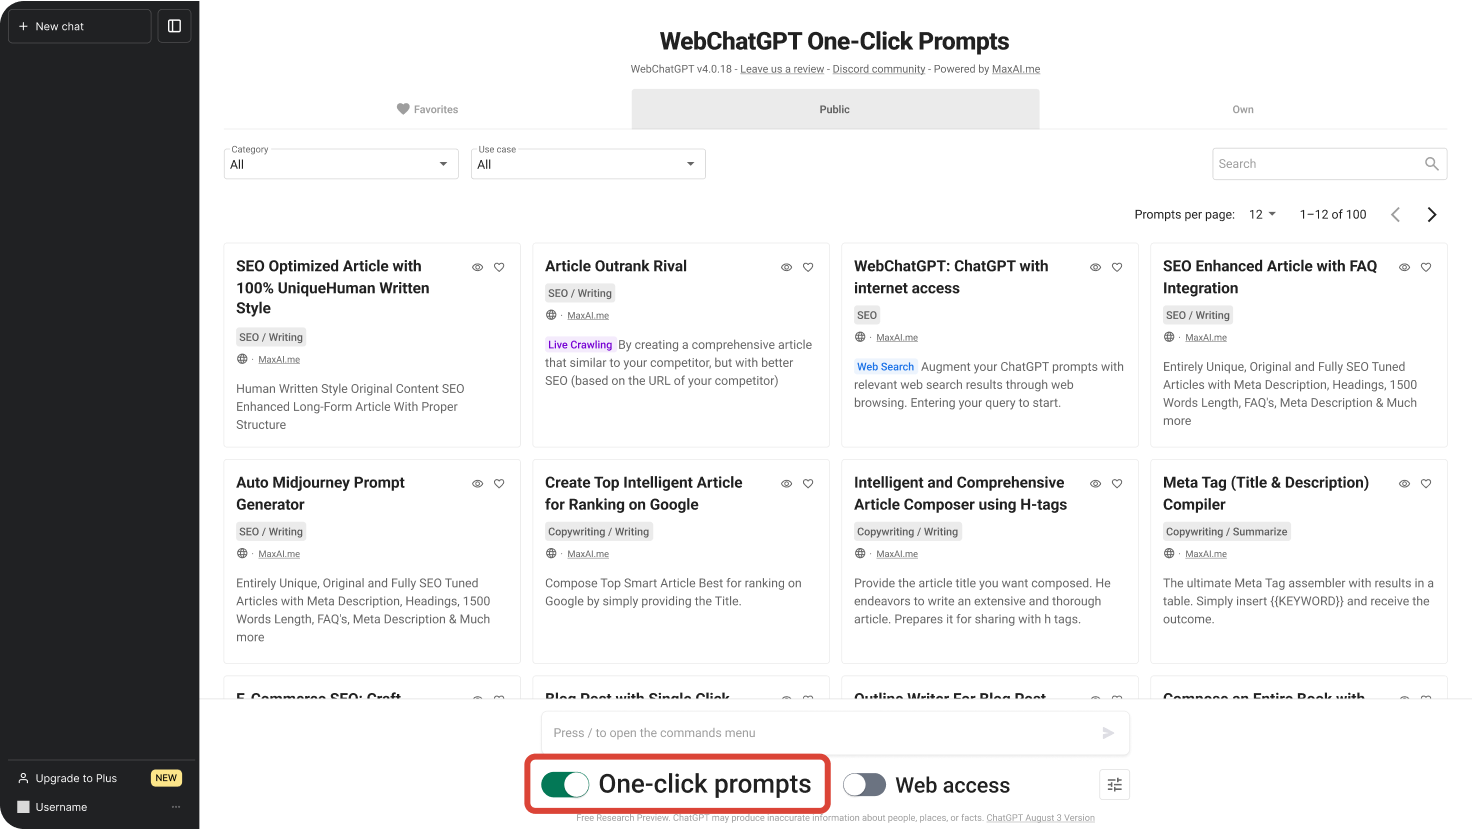 New chat
WebChatGPT One-Click Prompts
WebChatGPT v4.0.18 - Leave us a review - Discord community - Powered by MaxAI.me
Favorites
Public
Own
Category
All
Use case
All
Search
Prompts per page: 12 1–12 of 100
SEO Optimized Article with
100% UniqueHuman Written
Style
SEO / Writing
· MaxAI.me
Human Written Style Original Content SEO
Enhanced Long-Form Article With Proper
Structure
Article Outrank Rival
SEO / Writing
· MaxAI.me
Live Crawling By creating a comprehensive article
that similar to your competitor, but with better
SEO (based on the URL of your competitor)
WebChatGPT: ChatGPT with
internet access
SEO
· MaxAI.me
Web Search Augment your ChatGPT prompts with
relevant web search results through web
browsing. Entering your query to start.
SEO Enhanced Article with FAQ
Integration
SEO / Writing
· MaxAI.me
Entirely Unique, Original and Fully SEO Tuned
Articles with Meta Description, Headings, 1500
Words Length, FAQ's, Meta Description & Much
more
Auto Midjourney Prompt
Generator
SEO / Writing
· MaxAI.me
Entirely Unique, Original and Fully SEO Tuned
Articles with Meta Description, Headings, 1500
Words Length, FAQ's, Meta Description & Much
more
Create Top Intelligent Article
for Ranking on Google
Copywriting / Writing
· MaxAI.me
Compose Top Smart Article Best for ranking on
Google by simply providing the Title.
Intelligent and Comprehensive
Article Composer using H-tags
Copywriting / Writing
· MaxAI.me
Provide the article title you want composed. He
endeavors to write an extensive and thorough
article. Prepares it for sharing with h tags.
Meta Tag (Title & Description)
Compiler
Copywriting / Summarize
· MaxAI.me
The ultimate Meta Tag assembler with results in a
table. Simply insert {{KEYWORD}} and receive the
outcome.
E-Commerce SEO: Craft
Blog Post with Single Click
Outline Writer For Blog Post
Compose an Entire Book with
Press / to open the commands menu
One-click prompts
Web access
Free Research Preview. ChatGPT may produce inaccurate information about people, places, or facts. ChatGPT August 3 Version
Upgrade to Plus
NEW
Username